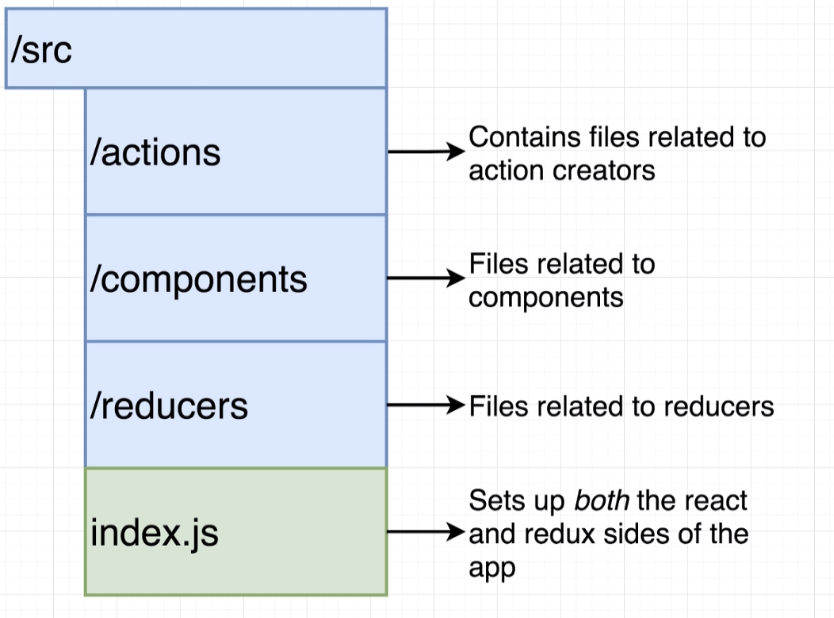 /src
/actions
Contains files related to
action creators
/components
Files related to
components
/reducers
Files related to reducers
index.js
Sets up both the react
and redux sides of the
app